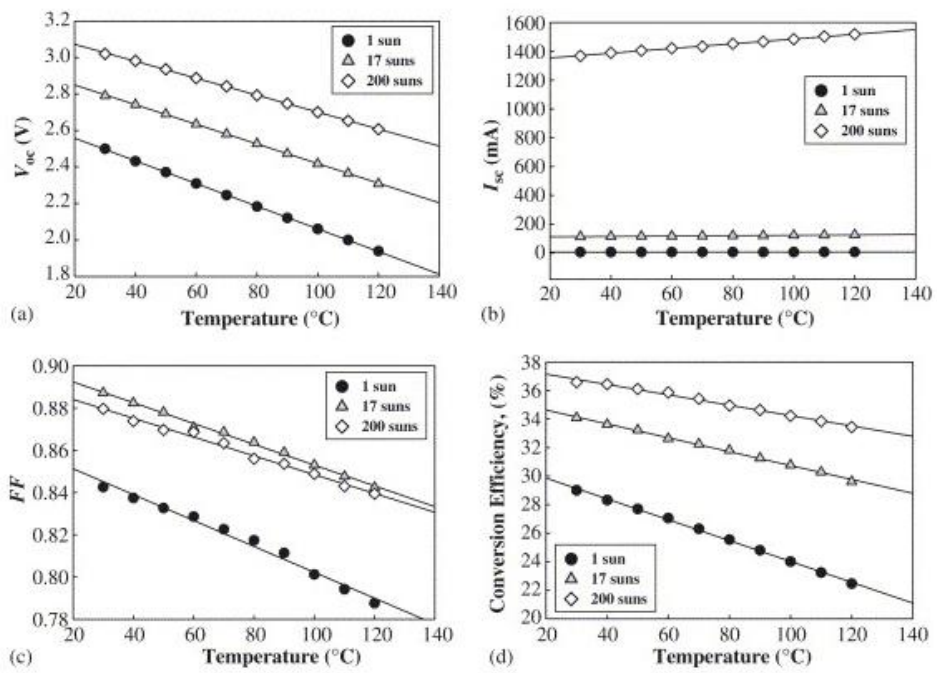 3.2
3.0
2.8
2.6
2.4
2.2
2.0
1.8
V_oc (V)
1 sun
17 suns
200 suns
20 40 60 80 100 120 140
Temperature (°C)
(a)
1600
1400
1200
1000
800
600
400
200
0
I_sc (mA)
1 sun
17 suns
200 suns
20 40 60 80 100 120 140
Temperature (°C)
(b)
0.90
0.88
0.86
0.84
0.82
0.80
0.78
FF
1 sun
17 suns
200 suns
20 40 60 80 100 120 140
Temperature (°C)
(c)
38
36
34
32
30
28
26
24
22
20
Conversion Efficiency, (%)
1 sun
17 suns
200 suns
20 40 60 80 100 120 140
Temperature (°C)
(d)